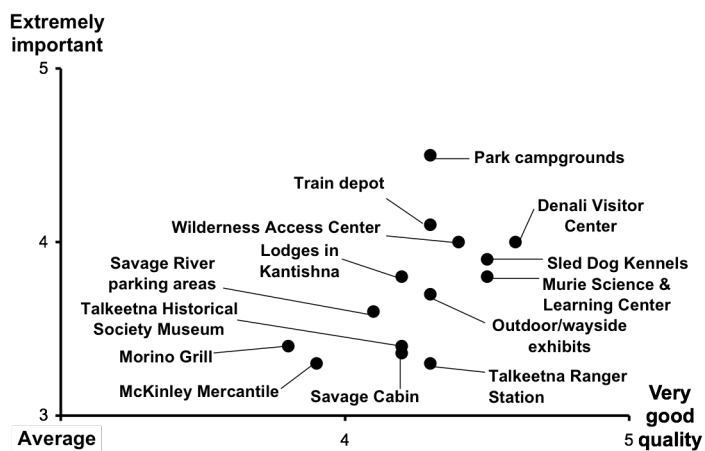 Extremely
important
5
Park campgrounds
Train depot
Denali Visitor
Center
Wilderness Access Center
4
Lodges in
Kantishna
Sled Dog Kennels
Savage River
parking areas
Murie Science &
Learning Center
Talkeetna Historical
Society Museum
Outdoor/wayside
exhibits
Morino Grill
McKinley Mercantile
Savage Cabin
Talkeetna Ranger
Station
3
Average
4
5
Very
good
quality